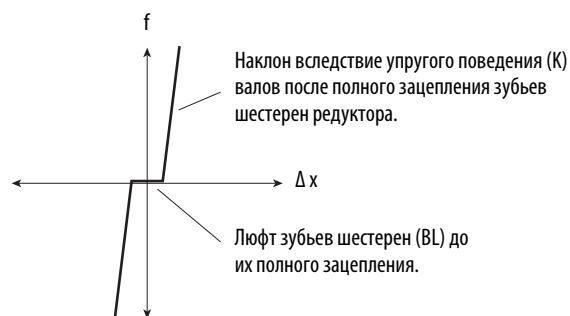 f
Наклон вследствие упругого поведения (K)
валов после полного зацепления зубьев
шестерен редуктора.
Δ x
Люфт зубьев шестерен (BL) до
их полного зацепления.